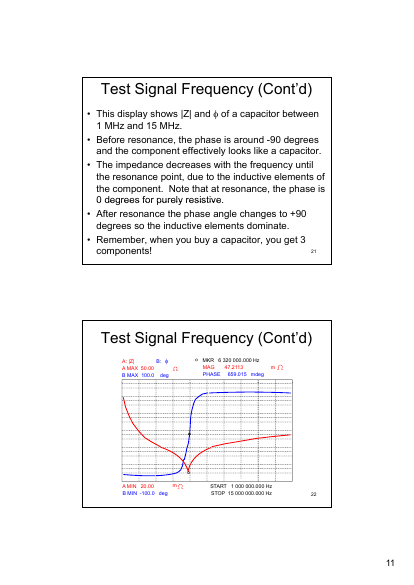 Test Signal Frequency (Cont’d)
• This display shows |Z| and ϕ of a capacitor between
1 MHz and 15 MHz.
• Before resonance, the phase is around -90 degrees
and the component effectively looks like a capacitor.
• The impedance decreases with the frequency until
the resonance point, due to the inductive elements of
the component.  Note that at resonance, the phase is
0 degrees for purely resistive.
• After resonance the phase angle changes to +90
degrees so the inductive elements dominate.
• Remember, when you buy a capacitor, you get 3
components!
21
Test Signal Frequency (Cont’d)
A: |Z| B: ϕ o MKR 6 320 000.000 Hz
A MAX 50.00 Ω MAG 47.2113 m Ω
B MAX 100.0 deg PHASE 659.015 mdeg
A MIN 20.00 m Ω START 1 000 000.000 Hz
B MIN -100.0 deg STOP 15 000 000.000 Hz
22
11